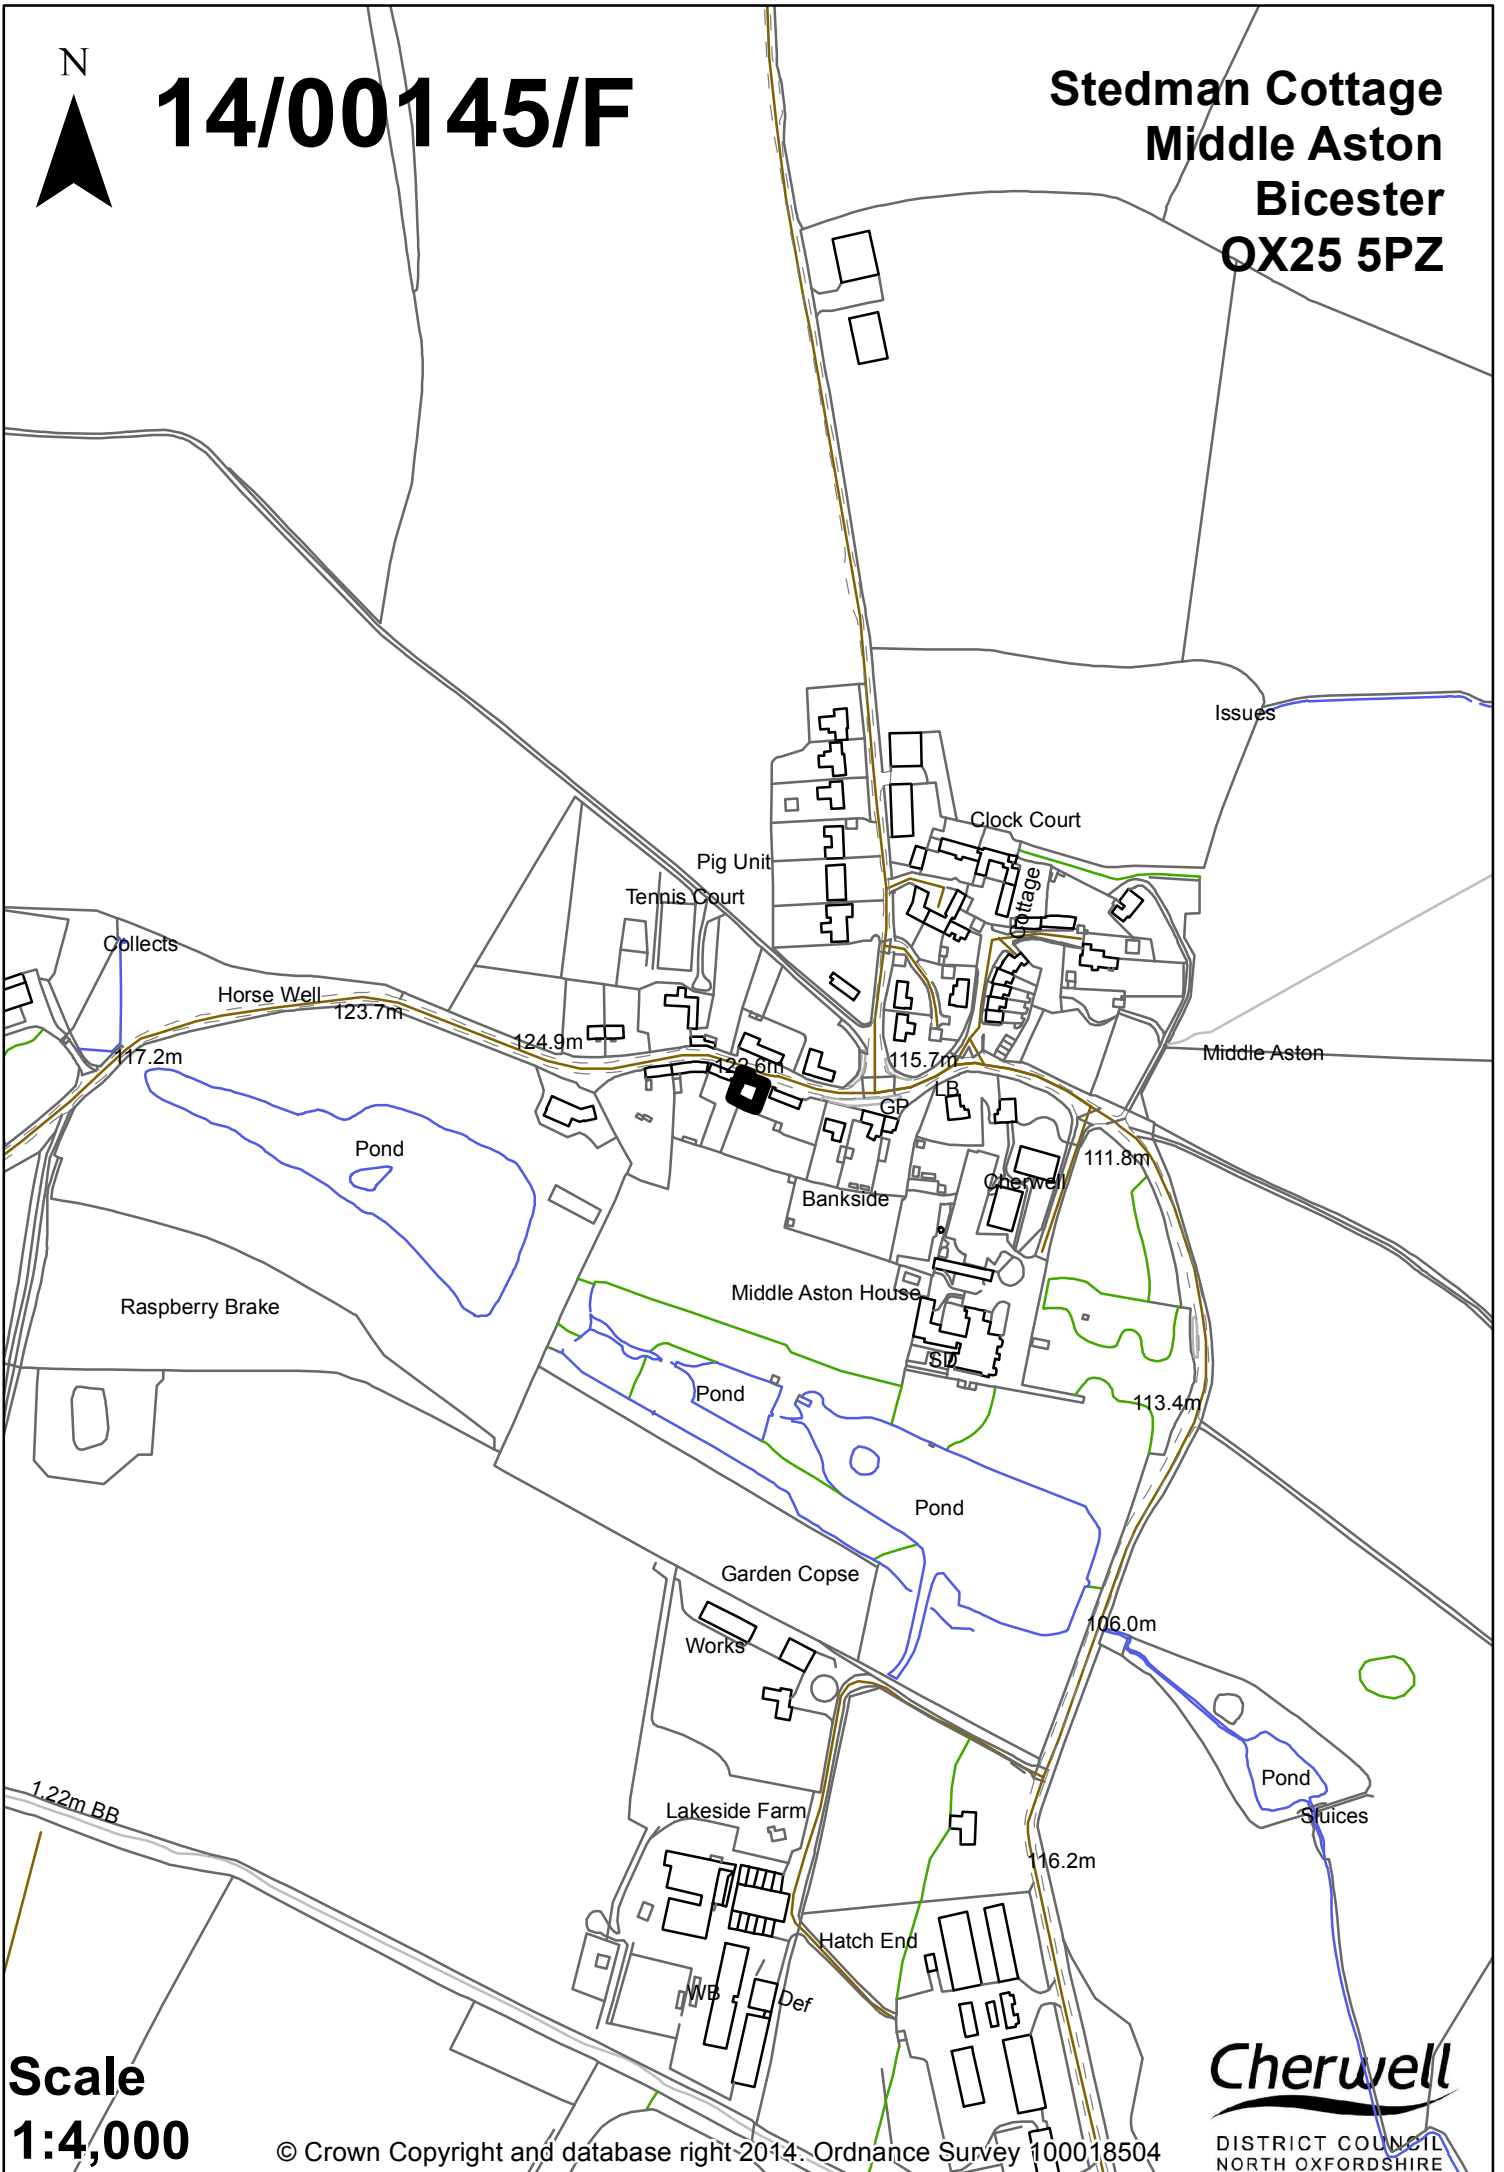 N
14/00145/F
Stedman Cottage
Middle Aston
Bicester
OX25 5PZ
Issues
Clock Court
Pig Unit
Tennis Court
Cottage
Collects
Horse Well
123.7m
124.9m
117.2m
122.6m
115.7m
Middle Aston
LB
GP
Pond
111.8m
Cherwell
Bankside
Middle Aston House
Raspberry Brake
SD
Pond
113.4m
Pond
Garden Copse
106.0m
Works
Pond
1.22m BB
Lakeside Farm
Sluices
116.2m
Hatch End
WB
Def
Scale
1:4,000
© Crown Copyright and database right 2014. Ordnance Survey 100018504
Cherwell
DISTRICT COUNCIL
NORTH OXFORDSHIRE